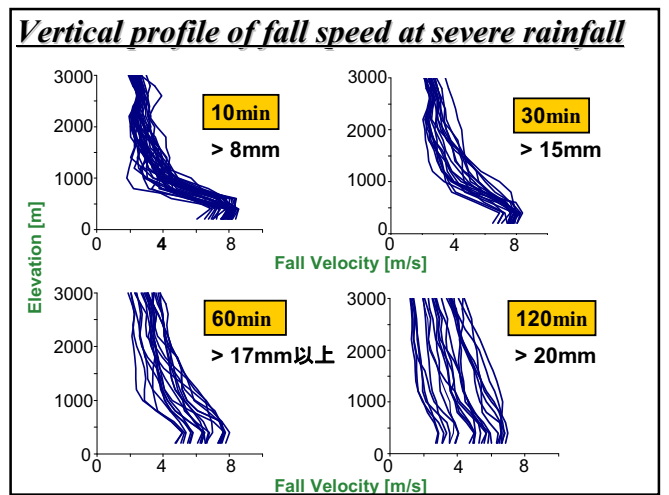 Vertical profile of fall speed at severe rainfall
3000
2000
1000
0
0
4
8
10min
> 8mm
3000
2000
1000
0
0
4
8
30min
> 15mm
Elevation [m]
Fall Velocity [m/s]
3000
2000
1000
0
0
4
8
60min
> 17mm以上
3000
2000
1000
0
0
4
8
120min
> 20mm
Fall Velocity [m/s]